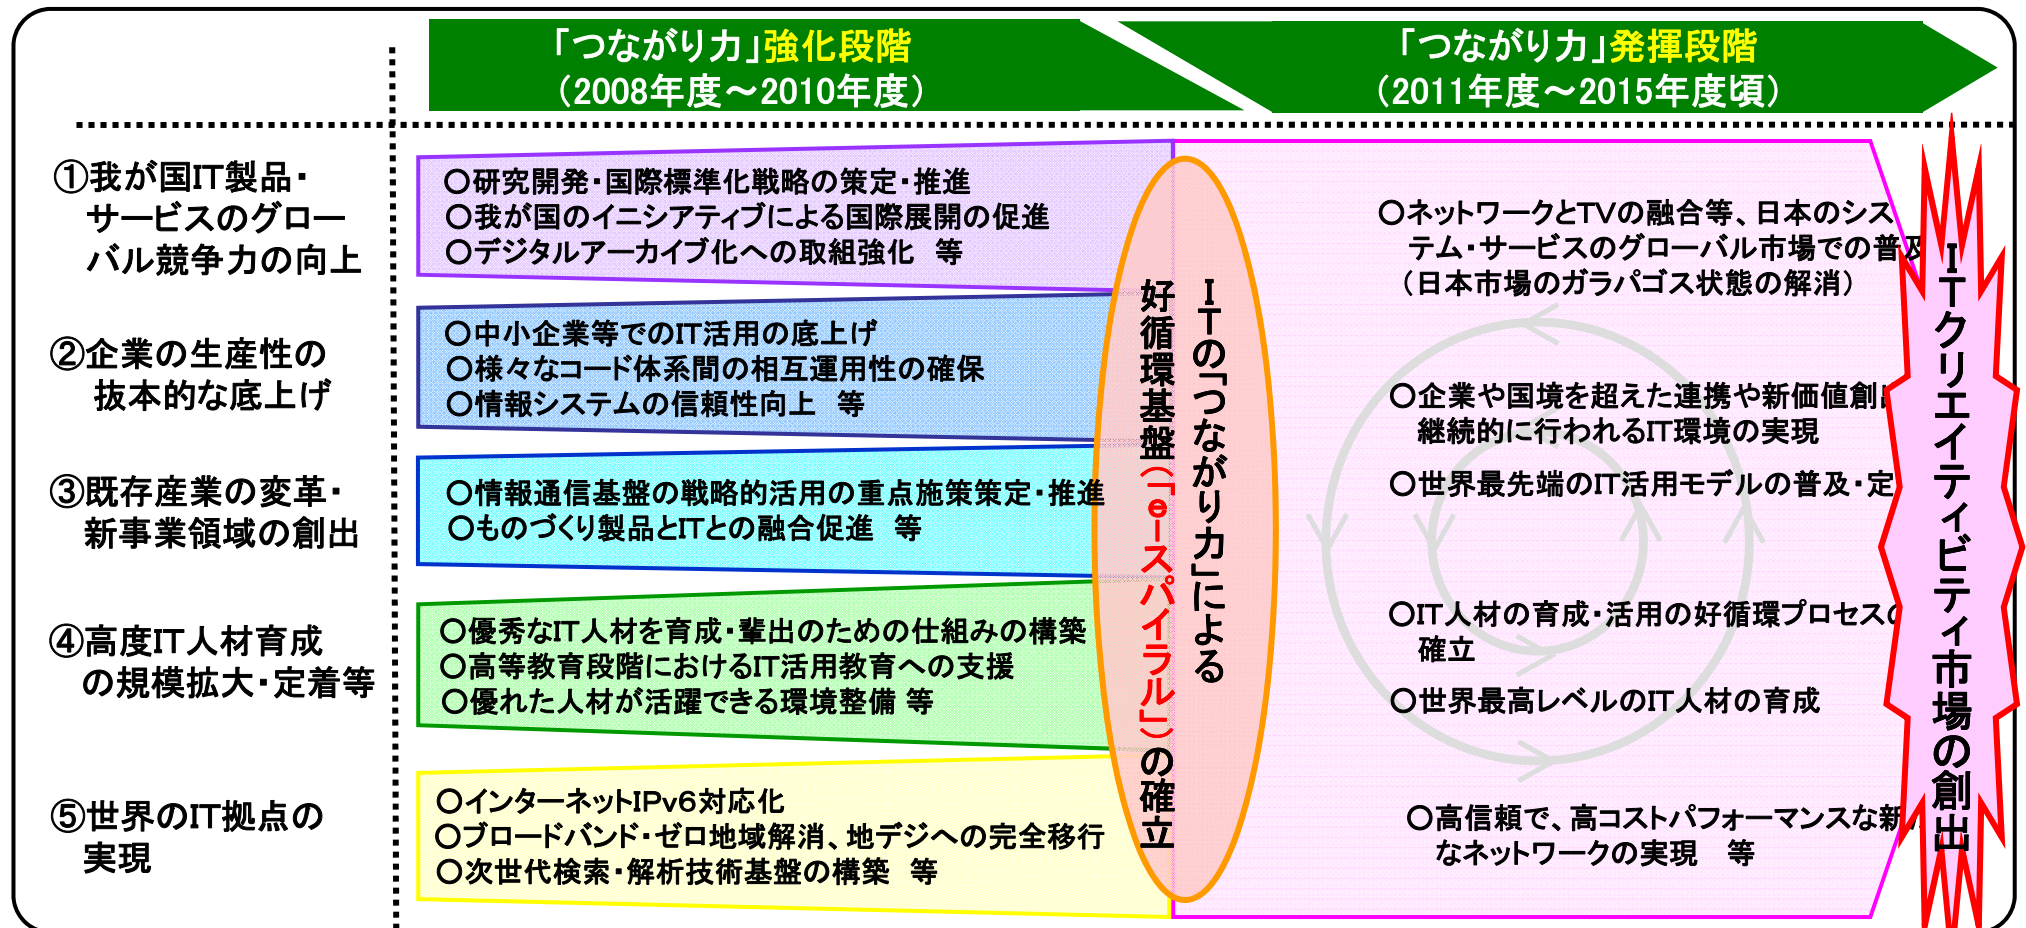 「つながり力」強化段階
（2008年度～2010年度）
「つながり力」発揮段階
（2011年度～2015年度頃）
①我が国IT製品・
サービスのグロー
バル競争力の向上
○研究開発・国際標準化戦略の策定・推進
○我が国のイニシアティブによる国際展開の促進
○デジタルアーカイブ化への取組強化　等
②企業の生産性の
抜本的な底上げ
○中小企業等でのIT活用の底上げ
○様々なコード体系間の相互運用性の確保
○情報システムの信頼性向上　等
③既存産業の変革・
新事業領域の創出
○情報通信基盤の戦略的活用の重点施策策定・推進
○ものづくり製品とITとの融合促進　等
④高度IT人材育成
の規模拡大・定着等
○優秀なIT人材を育成・輩出のための仕組みの構築
○高等教育段階におけるIT活用教育への支援
○優れた人材が活躍できる環境整備 等
⑤世界のIT拠点の
実現
○インターネットIPv6対応化
○ブロードバンド・ゼロ地域解消、地デジへの完全移行
○次世代検索・解析技術基盤の構築　等
ITの「つながり力」による
好循環基盤（「e-スパイラル」）の確立
○ネットワークとTVの融合等、日本のシス
テム・サービスのグローバル市場での普及
（日本市場のガラパゴス状態の解消）
○企業や国境を超えた連携や新価値創出
継続的に行われるIT環境の実現
○世界最先端のIT活用モデルの普及・定
○IT人材の育成・活用の好循環プロセスの
確立
○世界最高レベルのIT人材の育成
○高信頼で、高コストパフォーマンスな新
なネットワークの実現　等
ITクリエイティビティ市場の創出